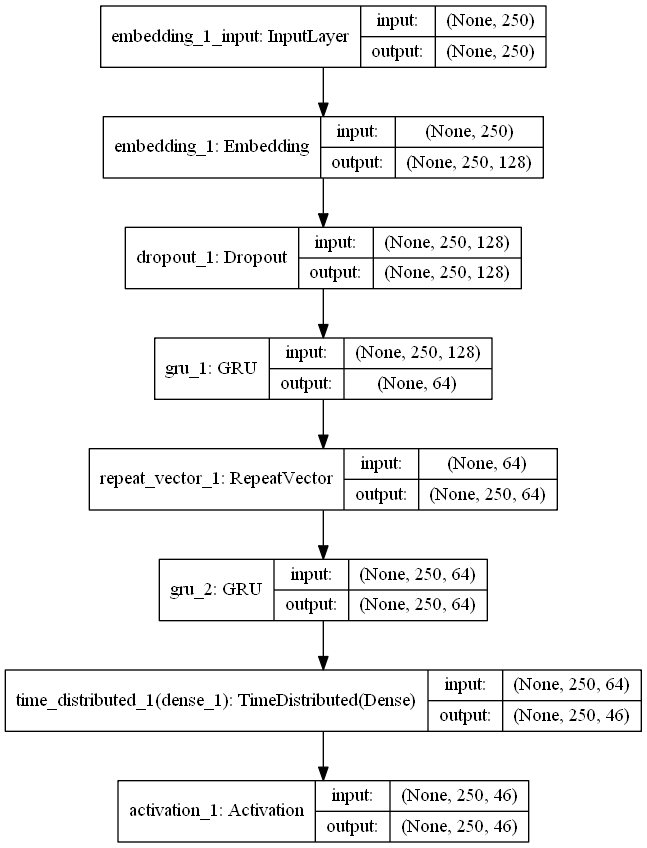 embedding_1_input: InputLayer
input: (None, 250)
output: (None, 250)
embedding_1: Embedding
input: (None, 250)
output: (None, 250, 128)
dropout_1: Dropout
input: (None, 250, 128)
output: (None, 250, 128)
gru_1: GRU
input: (None, 250, 128)
output: (None, 64)
repeat_vector_1: RepeatVector
input: (None, 64)
output: (None, 250, 64)
gru_2: GRU
input: (None, 250, 64)
output: (None, 250, 64)
time_distributed_1(dense_1): TimeDistributed(Dense)
input: (None, 250, 64)
output: (None, 250, 46)
activation_1: Activation
input: (None, 250, 46)
output: (None, 250, 46)